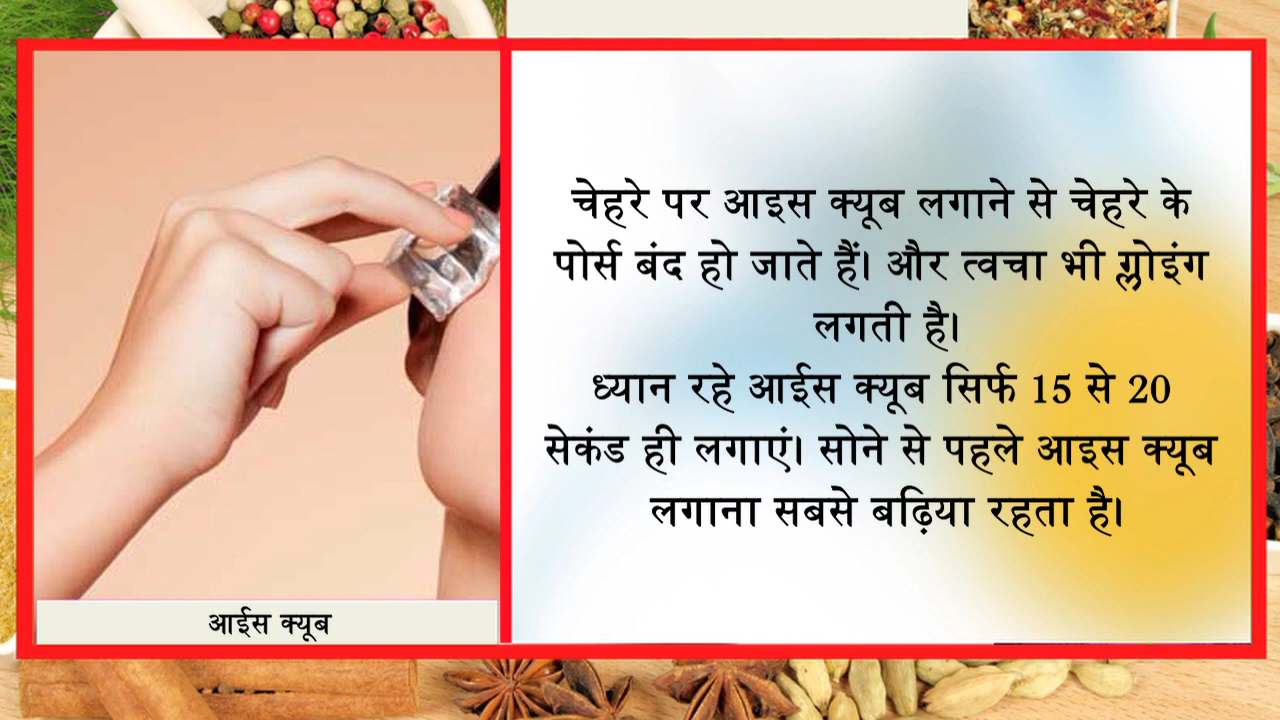 चेहरे पर आइस क्यूब लगाने से चेहरे के
पोर्स बंद हो जाते हैं। और त्वचा भी ग्लोइंग
लगती है।
ध्यान रहे आईस क्यूब सिर्फ 15 से 20
सेकंड ही लगाएं। सोने से पहले आइस क्यूब
लगाना सबसे बढ़िया रहता है।
आईस क्यूब